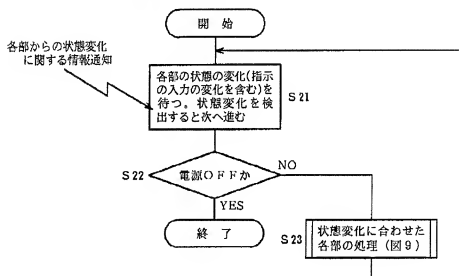 開 始
各部からの状態変化
に関する情報通知
各部の状態の変化(指示
の入力の変化を含む)を
待つ。状態変化を検
出すると次へ進む
S21
S22
電源OFFか
NO
YES
終 了
S23
状態変化に合わせた
各部の処理(図9)